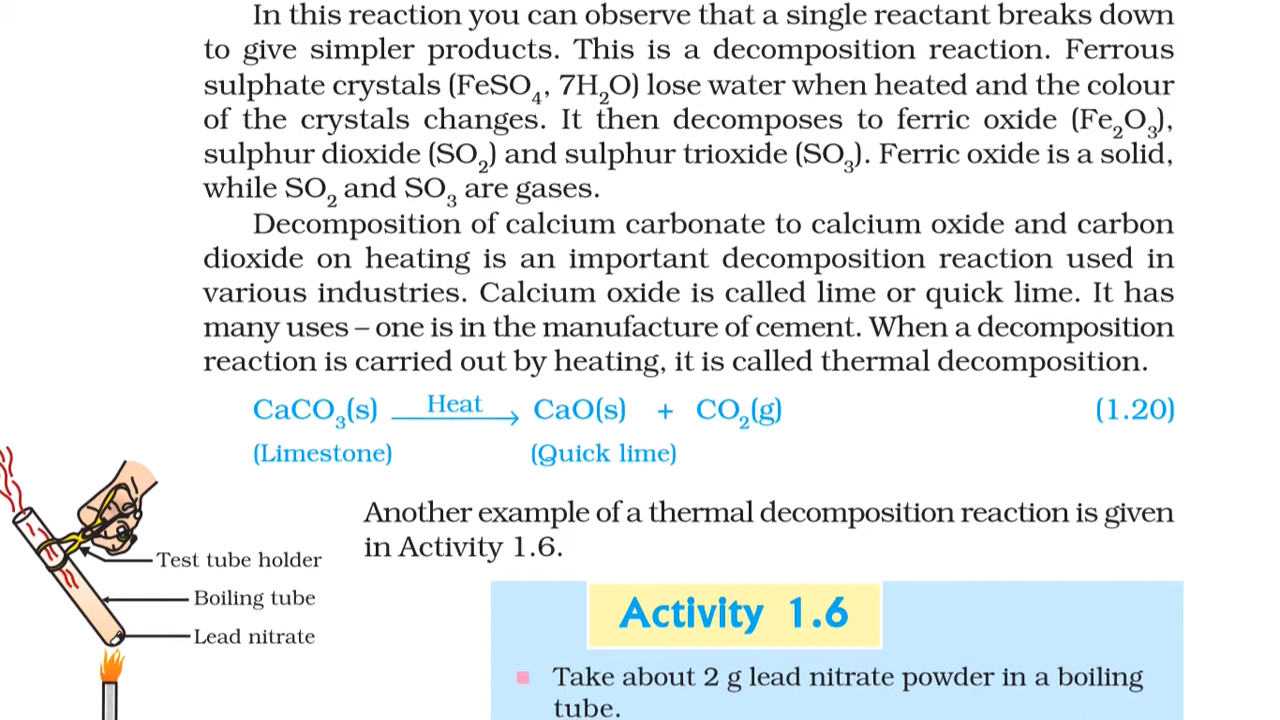 In this reaction you can observe that a single reactant breaks down
to give simpler products. This is a decomposition reaction. Ferrous
sulphate crystals (FeSO₄, 7H₂O) lose water when heated and the colour
of the crystals changes. It then decomposes to ferric oxide (Fe₂O₃),
sulphur dioxide (SO₂) and sulphur trioxide (SO₃). Ferric oxide is a solid,
while SO₂ and SO₃ are gases.
Decomposition of calcium carbonate to calcium oxide and carbon
dioxide on heating is an important decomposition reaction used in
various industries. Calcium oxide is called lime or quick lime. It has
many uses – one is in the manufacture of cement. When a decomposition
reaction is carried out by heating, it is called thermal decomposition.
CaCO₃(s) Heat→ CaO(s) + CO₂(g) (1.20)
(Limestone) (Quick lime)
Another example of a thermal decomposition reaction is given
in Activity 1.6.
Test tube holder
Boiling tube
Lead nitrate
Activity 1.6
Take about 2 g lead nitrate powder in a boiling
tube.